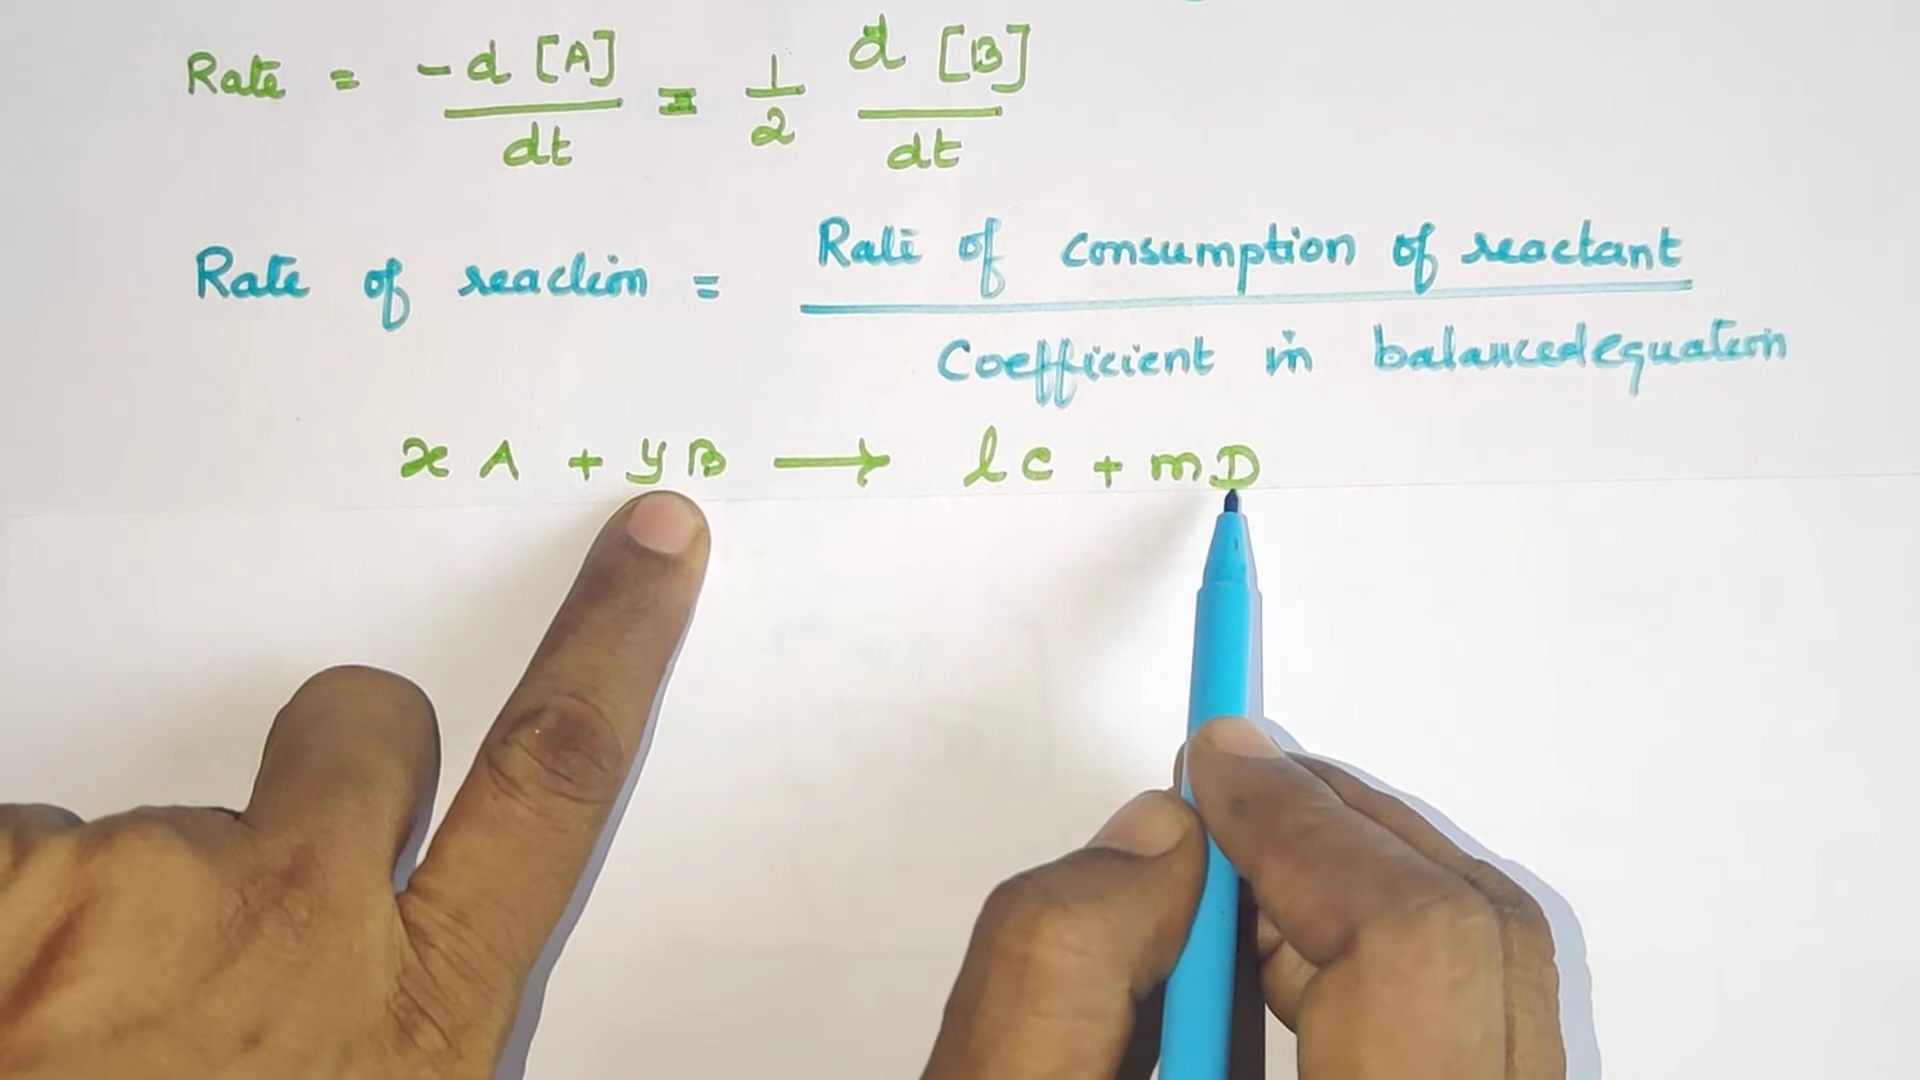 Rate = -d [A] / dt = 1/2 d [B] / dt
Rate of reaction = Rate of consumption of reactant / Coefficient in balanced equation
x A + y B → l C + m D